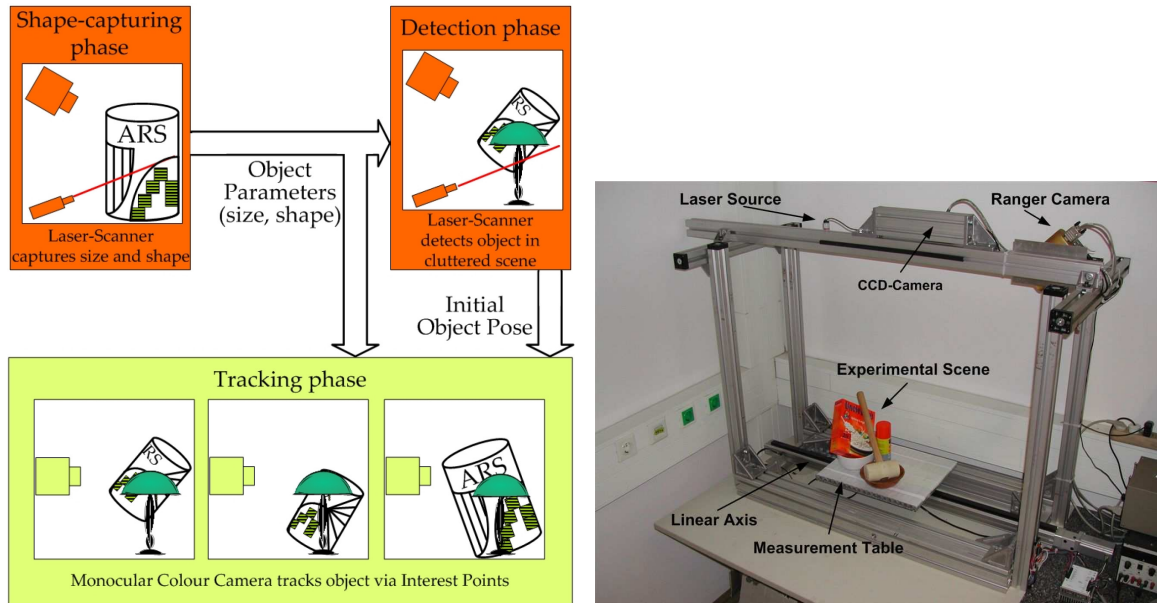 Shape-capturing
phase
ARS
Laser-Scanner
captures size and shape
Object
Parameters
(size, shape)
Detection phase
RS
Laser-Scanner
detects object in
cluttered scene
Initial
Object Pose
Tracking phase
RS
ARS
Monocular Colour Camera tracks object via Interest Points
Laser Source
Ranger Camera
CCD-Camera
Experimental Scene
Linear Axis
Measurement Table